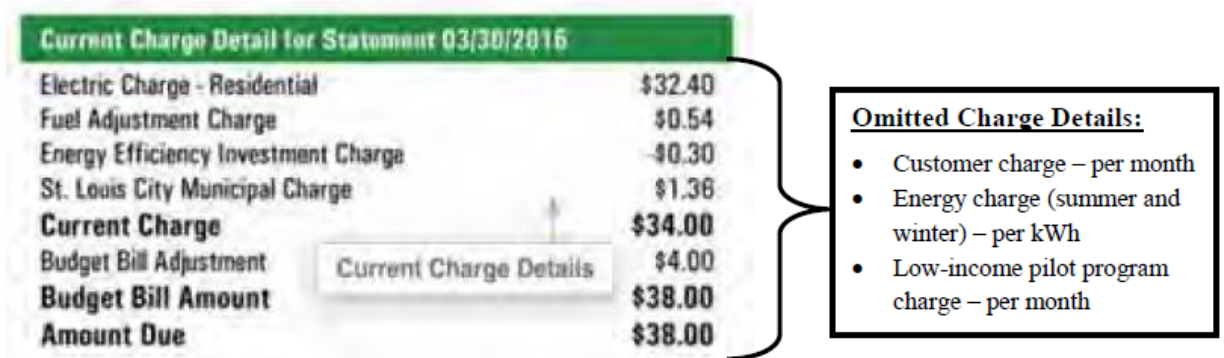 Current Charge Detail for Statement 03/30/2016
Electric Charge - Residential $32.40
Fuel Adjustment Charge $0.54
Energy Efficiency Investment Charge -$0.30
St. Louis City Municipal Charge $1.36
Current Charge $34.00
Budget Bill Adjustment $4.00
Budget Bill Amount $38.00
Amount Due $38.00
Current Charge Details
Omitted Charge Details:
• Customer charge – per month
• Energy charge (summer and
winter) – per kWh
• Low-income pilot program
charge – per month